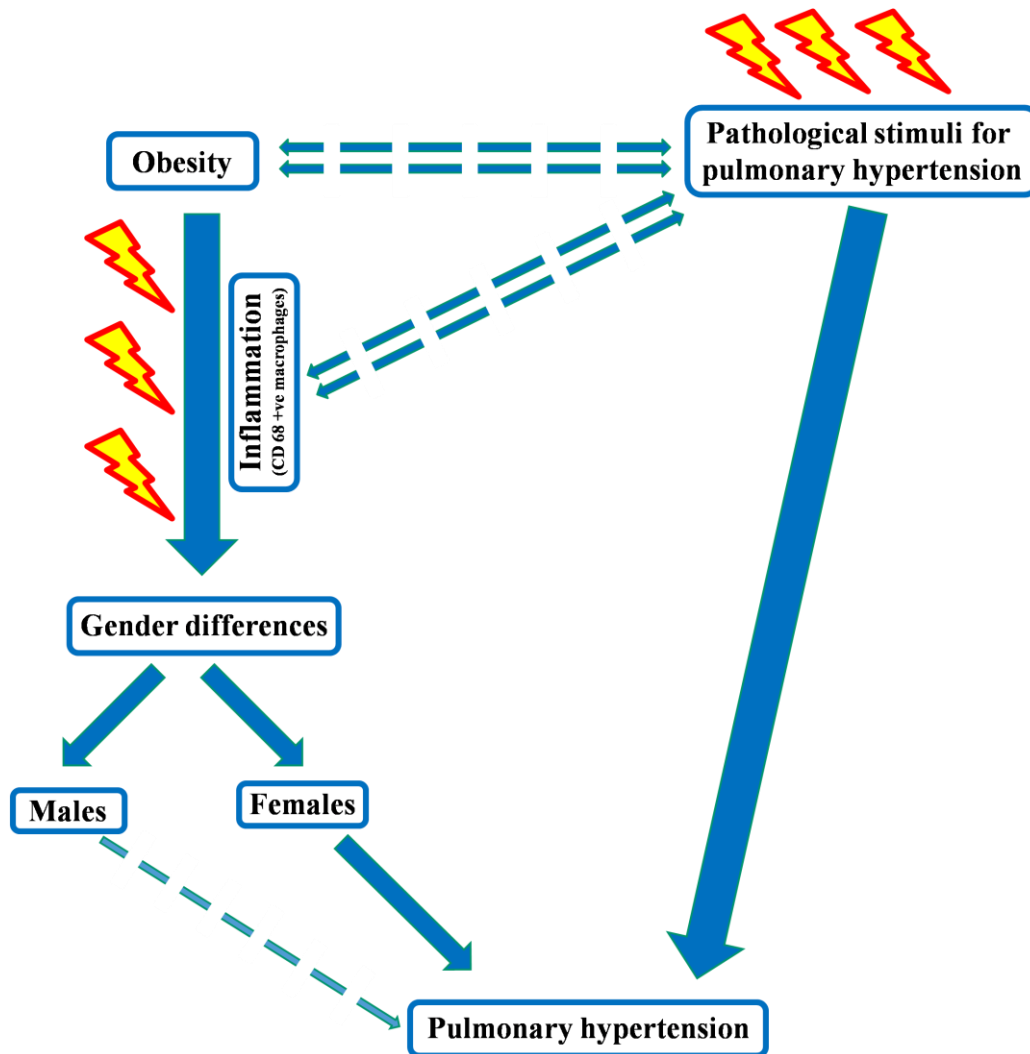 Obesity
Pathological stimuli for
pulmonary hypertension
Inflammation
(CD 68 +ve macrophages)
Gender differences
Males
Females
Pulmonary hypertension